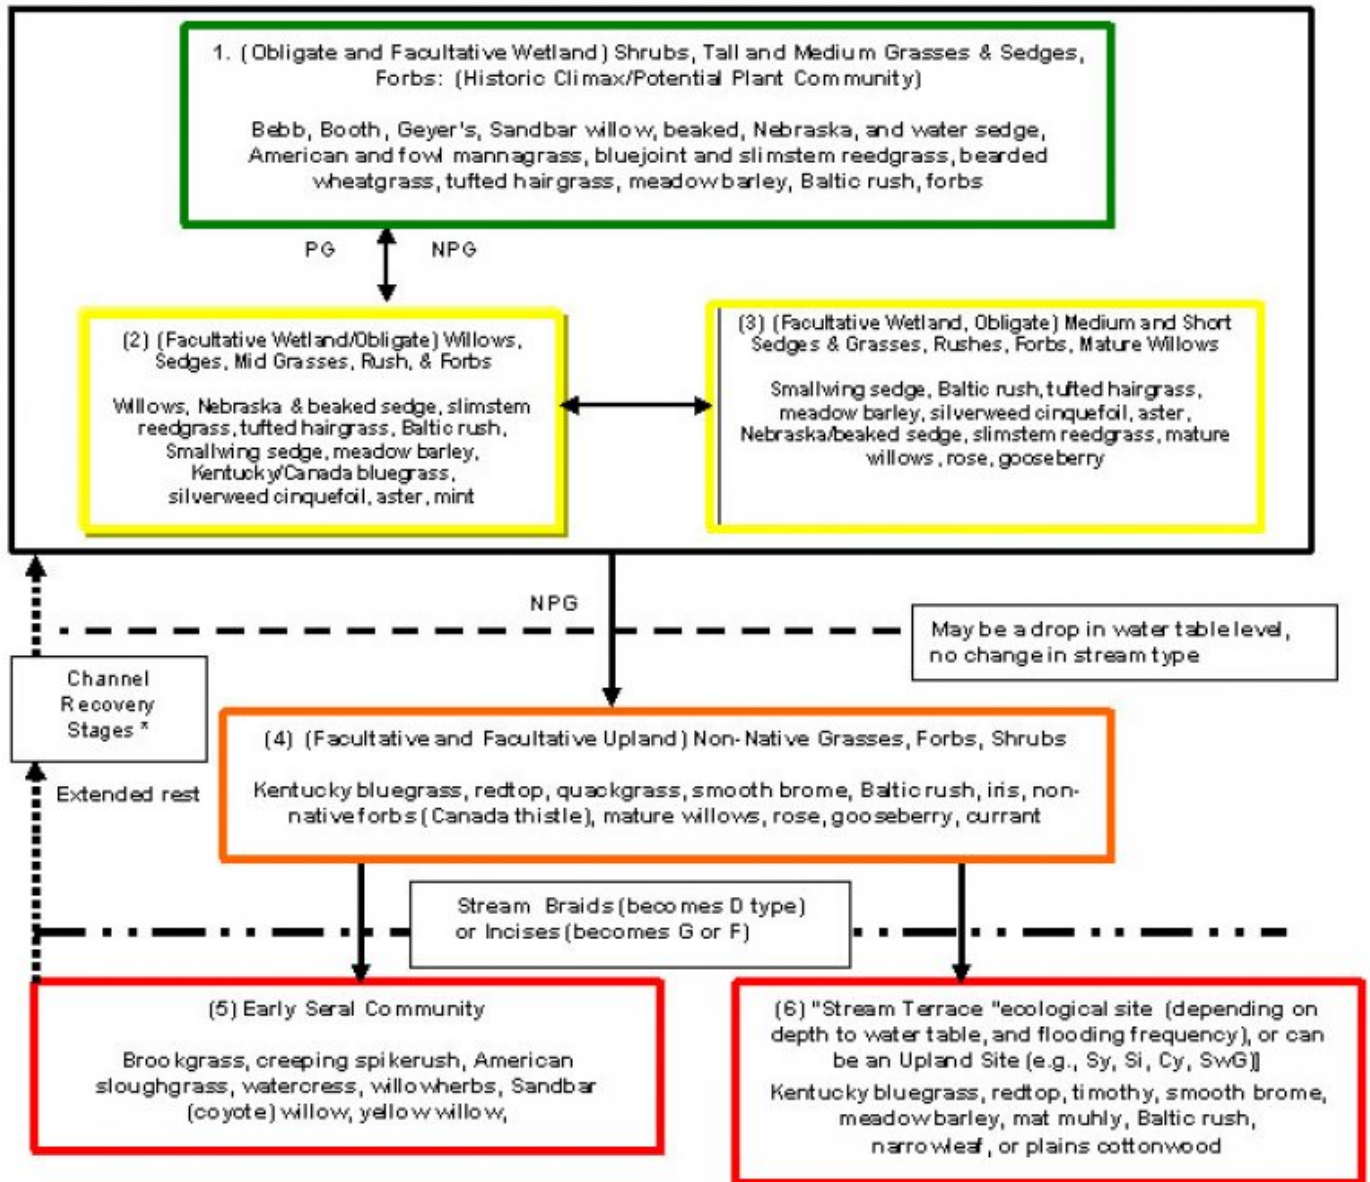 1. (Obligate and Facultative Wetland) Shrubs, Tall and Medium Grasses & Sedges,
Forbs: (Historic Climax/Potential Plant Community)
Bebb, Booth, Geyer's, Sandbar willow, beaked, Nebraska, and water sedge,
American and fowl mannagrass, bluejoint and slimstem reedgrass, bearded
wheatgrass, tufted hairgrass, meadow barley, Baltic rush, forbs
PG
NPG
(2) (Facultative Wetland/Obligate) Willows,
Sedges, Mid Grasses, Rush, & Forbs
Willows, Nebraska & beaked sedge, slimstem
reedgrass, tufted hairgrass, Baltic rush,
Smallwing sedge, meadow barley,
Kentucky/Canada bluegrass,
silverweed cinquefoil, aster, mint
(3) (Facultative Wetland, Obligate) Medium and Short
Sedges & Grasses, Rushes, Forbs, Mature Willows
Smallwing sedge, Baltic rush, tufted hairgrass,
meadow barley, silverweed cinquefoil, aster,
Nebraska/beaked sedge, slimstem reedgrass, mature
willows, rose, gooseberry
NPG
May be a drop in water table level,
no change in stream type
Channel
Recovery
Stages *
(4) (Facultative and Facultative Upland) Non-Native Grasses, Forbs, Shrubs
Kentucky bluegrass, redtop, quackgrass, smooth brome, Baltic rush, iris, non-
native forbs (Canada thistle), mature willows, rose, gooseberry, currant
Extended rest
Stream Braids (becomes D type)
or Incises (becomes G or F)
(5) Early Seral Community
Brookgrass, creeping spikerush, American
sloughgrass, watercress, willowherbs, Sandbar
(coyote) willow, yellow willow,
(6) "Stream Terrace "ecological site (depending on
depth to water table, and flooding frequency), or can
be an Upland Site (e.g., Sy, Si, Cy, SwG)]
Kentucky bluegrass, redtop, timothy, smooth brome,
meadow barley, mat muhly, Baltic rush,
narrowleaf, or plains cottonwood